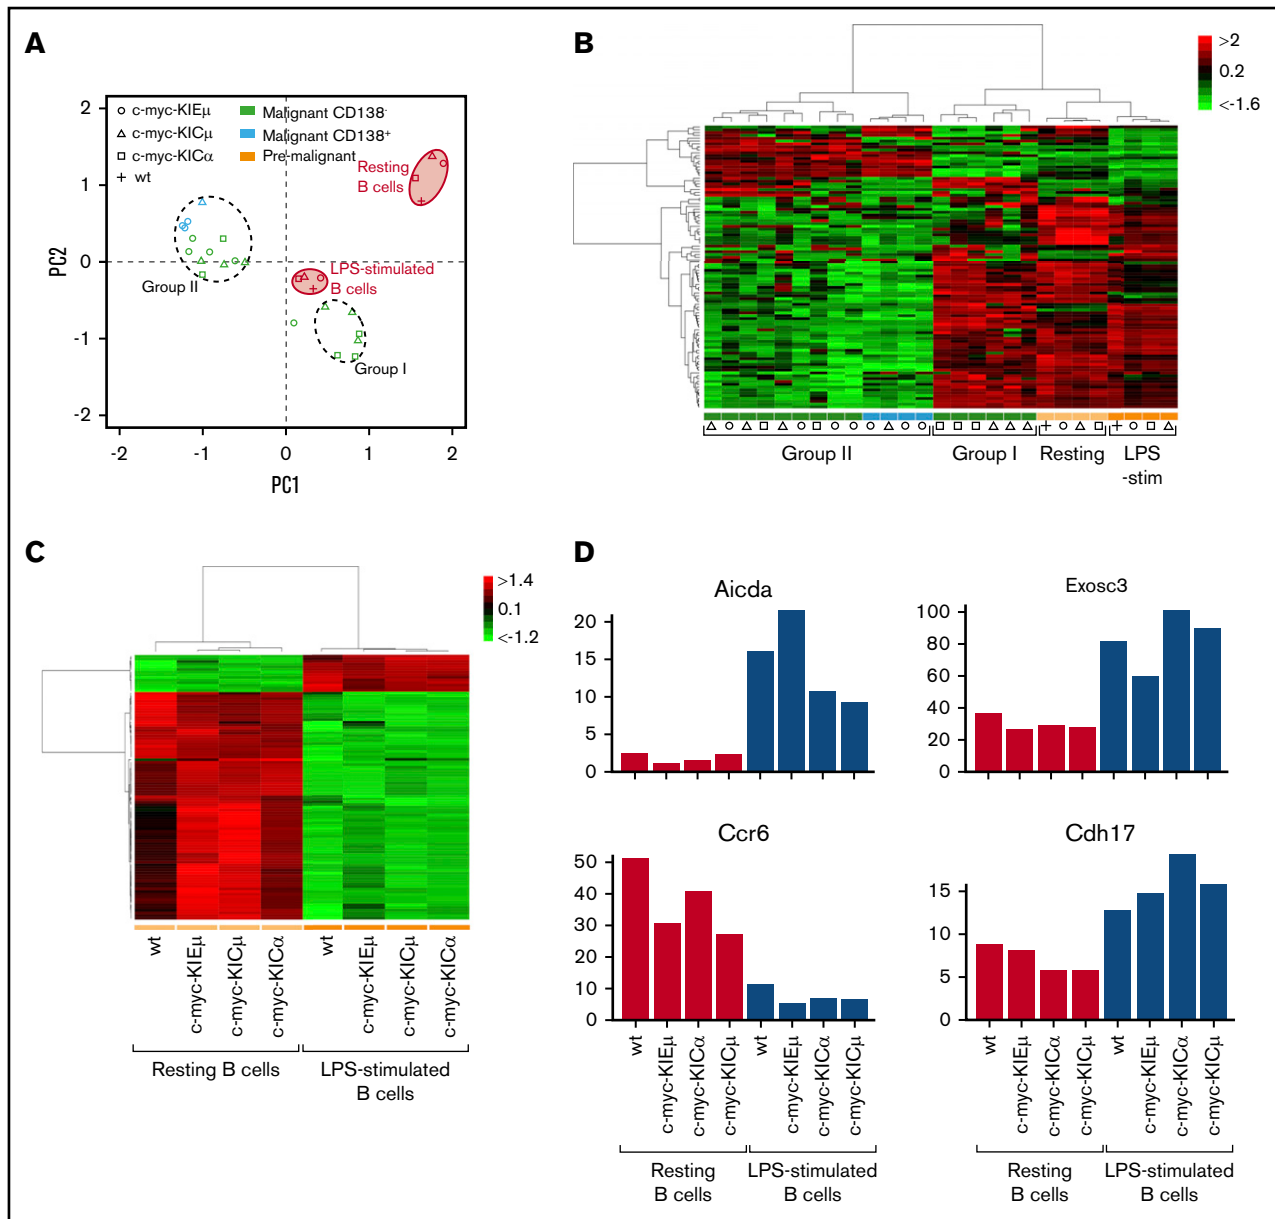 A
c-myc-KIEμ
c-myc-KICμ
c-myc-KICα
wt
Malignant CD138-
Malignant CD138+
Pre-malignant
Resting
B cells
LPS-stimulated
B cells
Group II
Group I
2
1
0
-1
-2
PC2
-2 -1 0 1 2
PC1
B
>2
0.2
<-1.6
Group II Group I Resting LPS
-stim
C
>1.4
0.1
<-1.2
wt c-myc-KIEμ c-myc-KICμ c-myc-KICα wt c-myc-KIEμ c-myc-KICμ c-myc-KICα
Resting B cells LPS-stimulated
B cells
D
Aicda
20
15
10
5
0
Exosc3
100
80
60
40
20
0
Ccr6
50
40
30
20
10
0
wt c-myc-KIEμ c-myc-KICα c-myc-KICμ wt c-myc-KIEμ c-myc-KICα c-myc-KICμ
Resting
B cells
LPS-stimulated
B cells
Cdh17
15
10
5
0
wt c-myc-KIEμ c-myc-KICα c-myc-KICμ wt c-myc-KIEμ c-myc-KICα c-myc-KICμ
Resting
B cells
LPS-stimulated
B cells